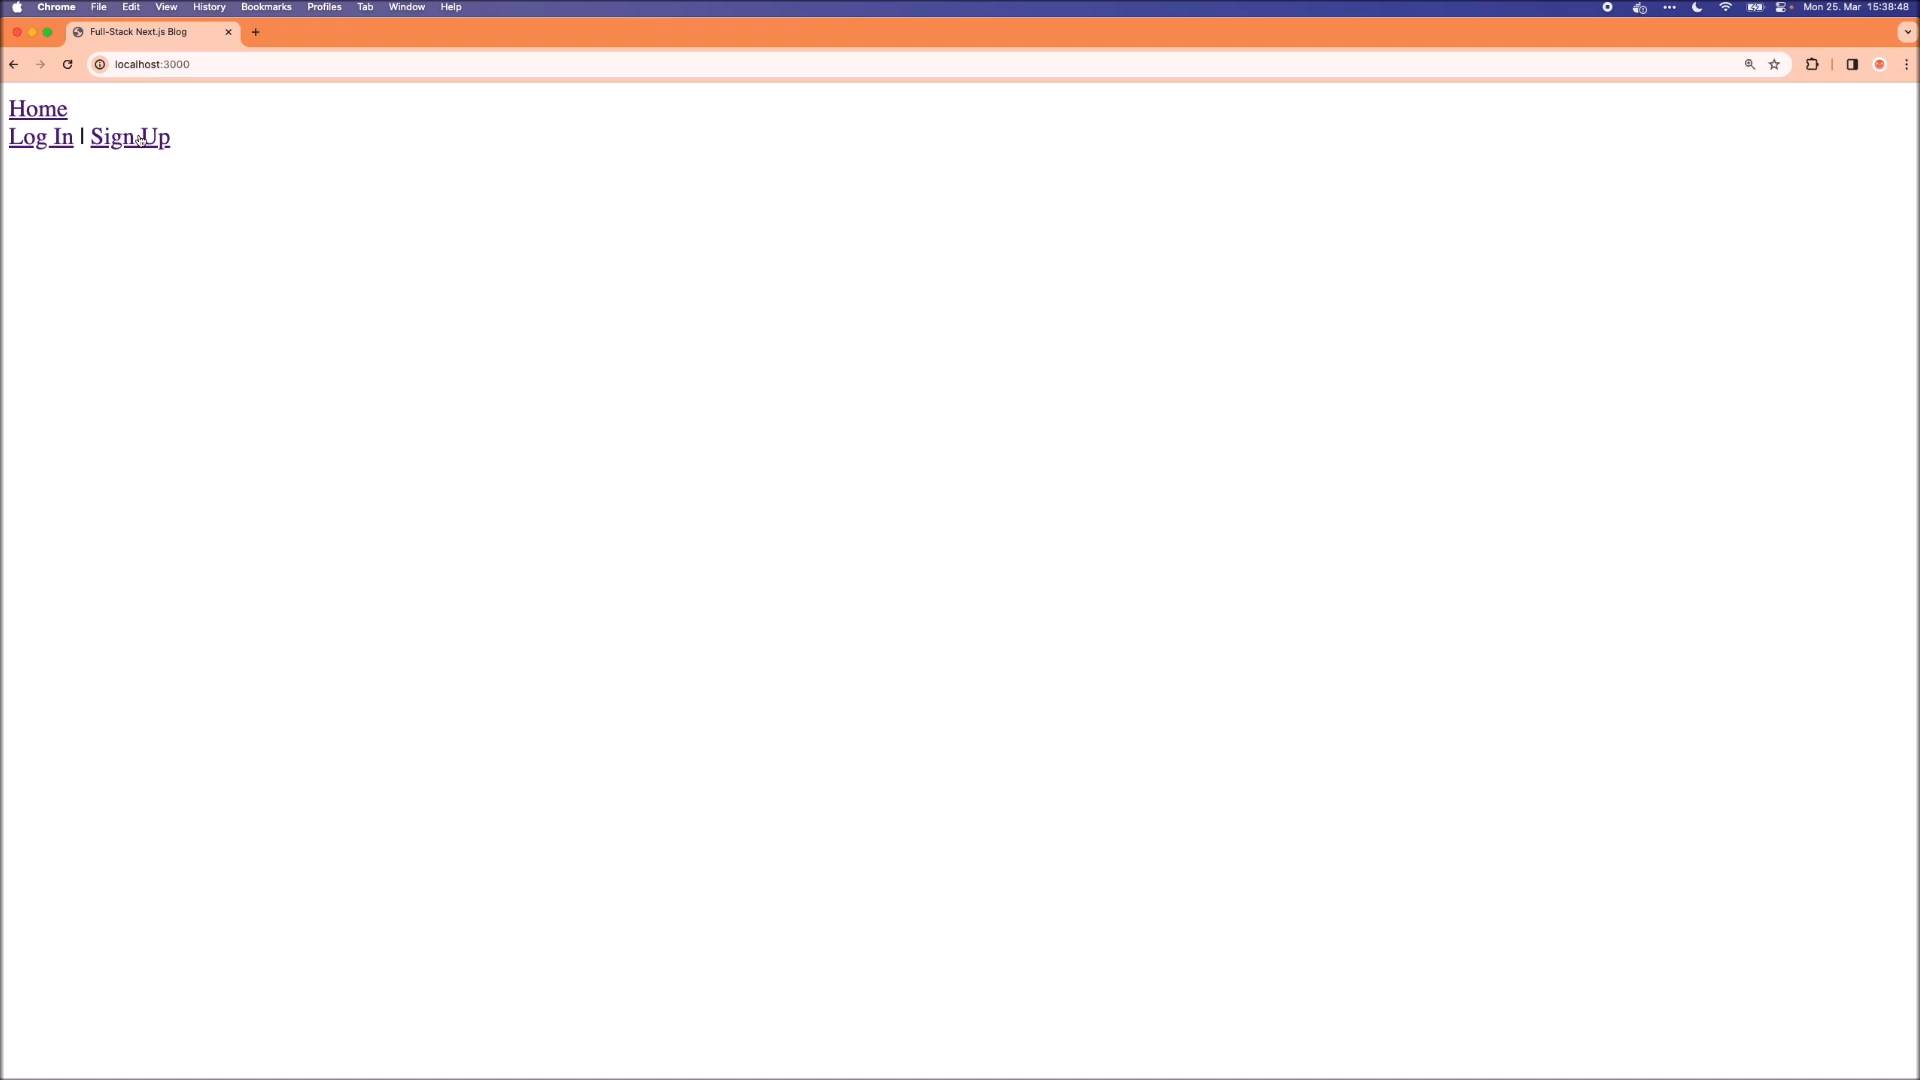 Chrome File Edit View History Bookmarks Profiles Tab Window Help Mon 25. Mar 15:38:48
Full-Stack Next.js Blog
localhost:3000
Home
Log In | Sign Up